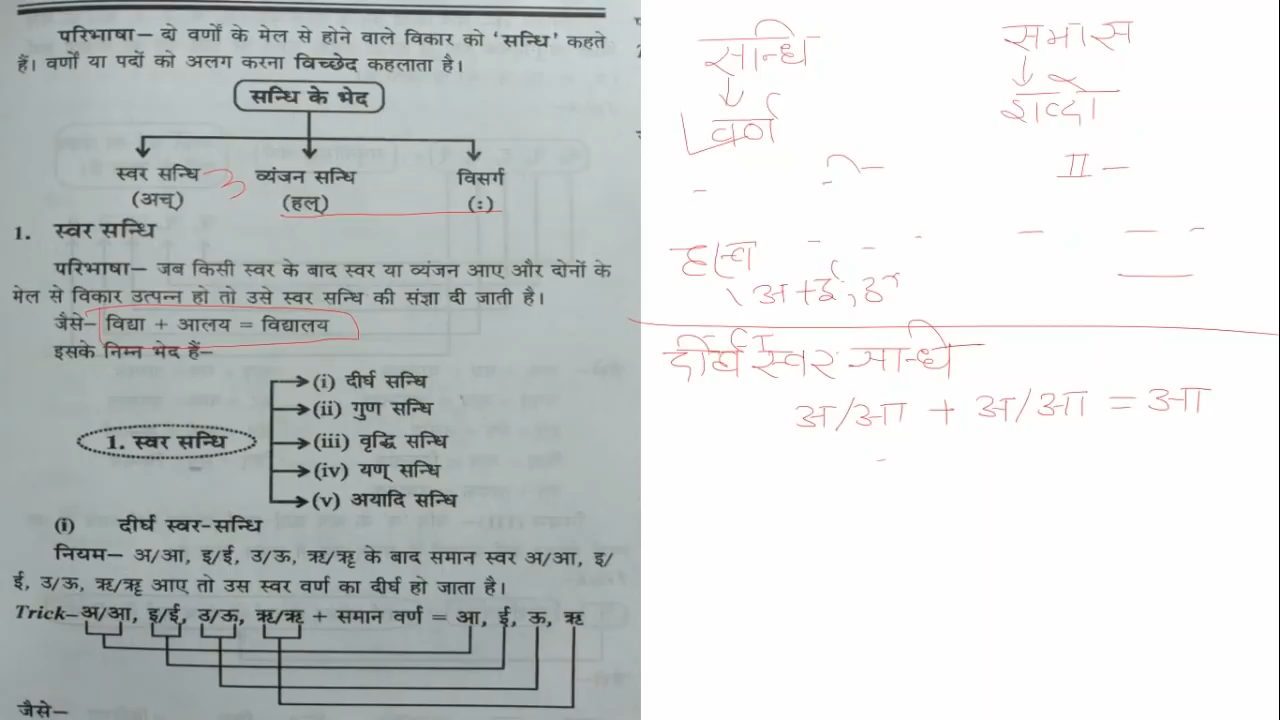 परिभाषा– दो वर्णों के मेल से होने वाले विकार को 'सन्धि' कहते
हैं। वर्णों या पदों को अलग करना विच्छेद कहलाता है।
सन्धि के भेद
स्वर सन्धि व्यंजन सन्धि विसर्ग
(अच्) (हल्) (:)
1. स्वर सन्धि
परिभाषा– जब किसी स्वर के बाद स्वर या व्यंजन आए और दोनों के
मेल से विकार उत्पन्न हो तो उसे स्वर सन्धि की संज्ञा दी जाती है।
जैसे– विद्या + आलय = विद्यालय
इसके निम्न भेद हैं–
(i) दीर्घ सन्धि
(ii) गुण सन्धि
1. स्वर सन्धि (iii) वृद्धि सन्धि
(iv) यण् सन्धि
(v) अयादि सन्धि
(i) दीर्घ स्वर-सन्धि
नियम– अ/आ, इ/ई, उ/ऊ, ऋ/ॠ के बाद समान स्वर अ/आ, इ/
ई, उ/ऊ, ऋ/ॠ आए तो उस स्वर वर्ण का दीर्घ हो जाता है।
Trick–अ/आ, इ/ई, उ/ऊ, ऋ/ॠ + समान वर्ण = आ, ई, ऊ, ॠ
जैसे–
सन्धि समास
वर्ण शब्दो
II –
दीर्घ स्वर सन्धि
अ/आ + अ/आ = आ